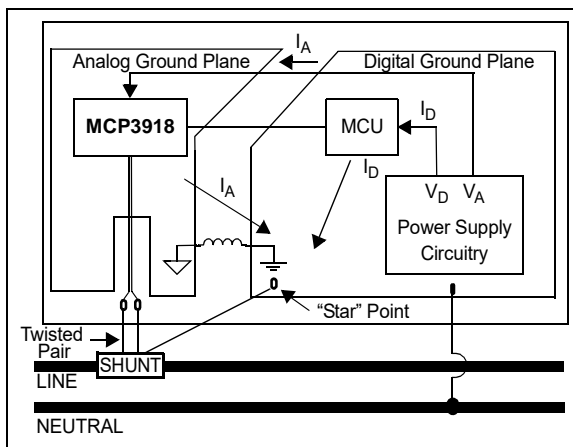 I_A
Analog Ground Plane
Digital Ground Plane
MCP3918
MCU
I_D
I_D
I_A
V_D V_A
Power Supply
Circuitry
"Star" Point
Twisted
Pair
SHUNT
LINE
NEUTRAL